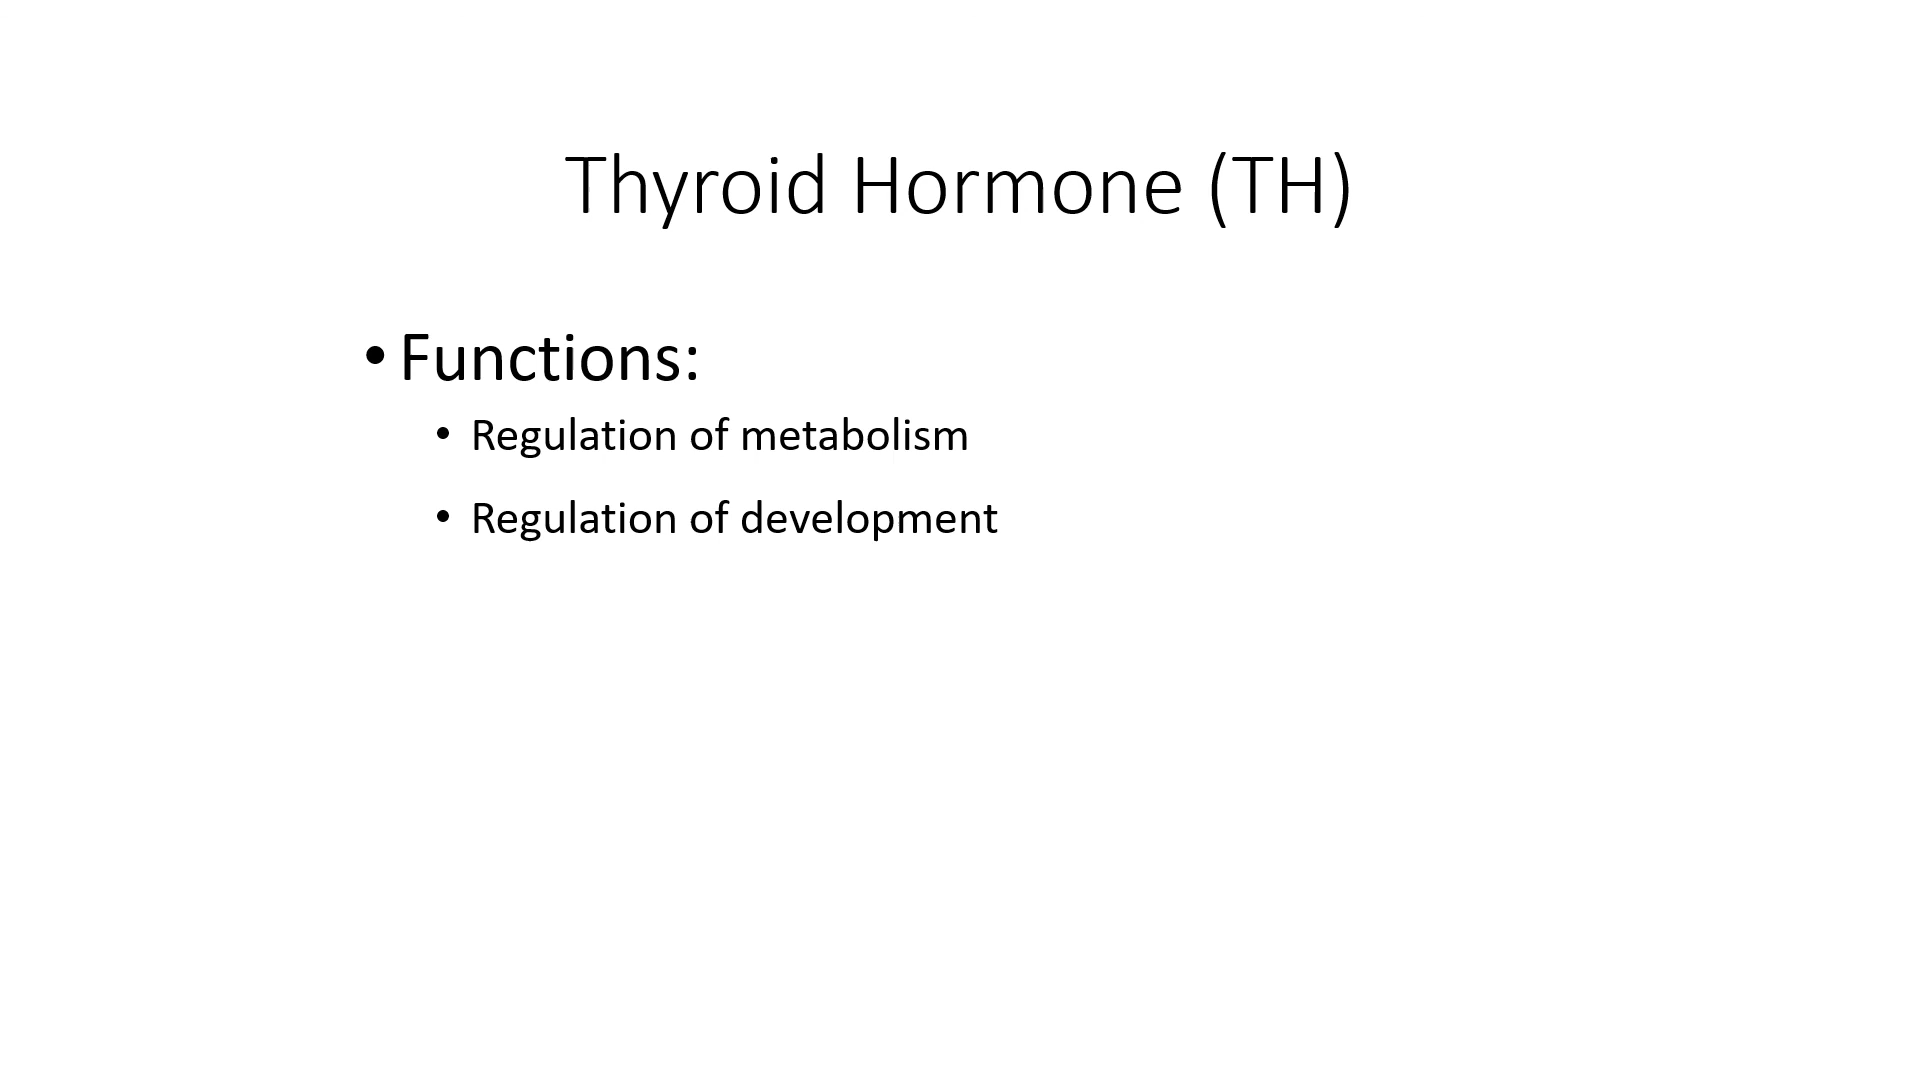 Thyroid Hormone (TH)
• Functions:
• Regulation of metabolism
• Regulation of development